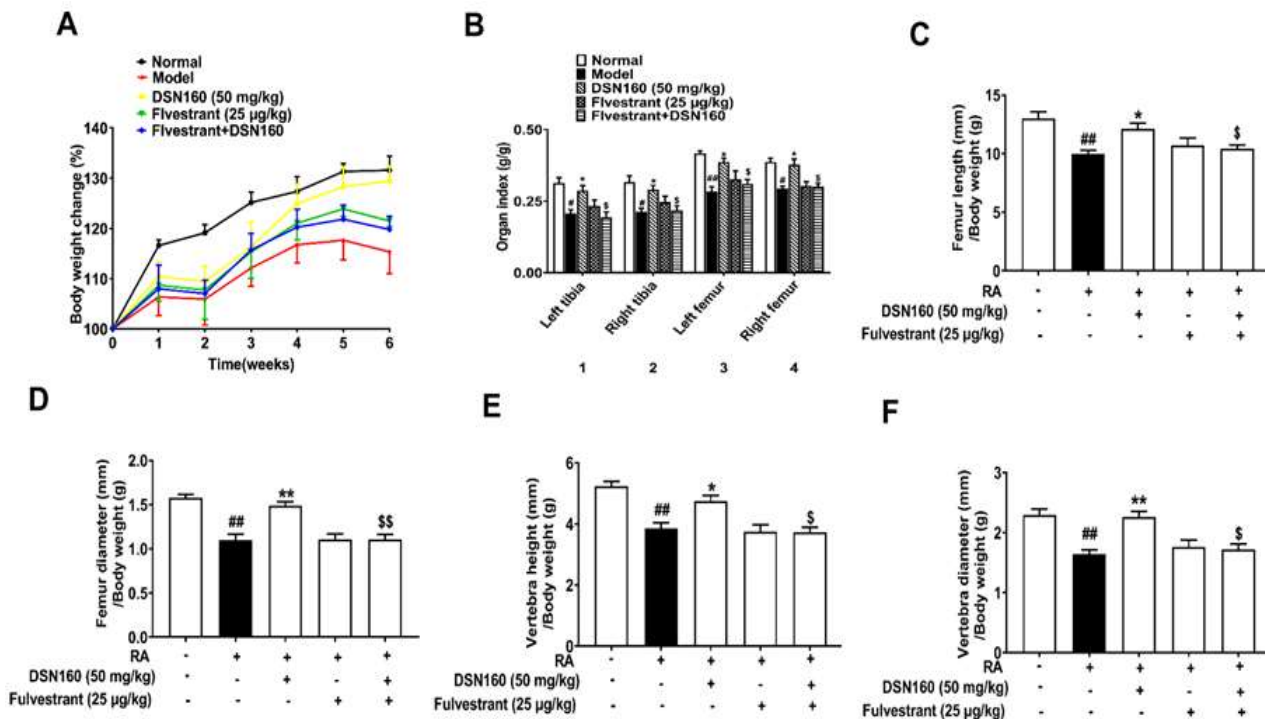 A
Normal
Model
DSN160 (50 mg/kg)
Flvestrant (25 µg/kg)
Flvestrant+DSN160
Body weight change (%)
140
130
120
110
100
0 1 2 3 4 5 6
Time(weeks)
B
Normal
Model
DSN160 (50 mg/kg)
Flvestrant (25 µg/kg)
Flvestrant+DSN160
Organ index (g/g)
0.50
0.25
0.00
# * $
# * $
## * $
# * $
Left tibia Right tibia Left femur Right femur
1 2 3 4
C
Femur length (mm)
/Body weight (g)
15
10
5
0
## * $
RA - + + + +
DSN160 (50 mg/kg) - - + - +
Fulvestrant (25 µg/kg) - - - + +
D
Femur diameter (mm)
/Body weight (g)
2.0
1.5
1.0
0.5
0.0
## ** $$
RA - + + + +
DSN160 (50 mg/kg) - - + - +
Fulvestrant (25 µg/kg) - - - + +
E
Vertebra height (mm)
/Body weight (g)
6
4
2
0
## * $
RA - + + + +
DSN160 (50 mg/kg) - - + - +
Fulvestrant (25 µg/kg) - - - + +
F
Vertebra diameter (mm)
/Body weight (g)
3
2
1
0
## ** $
RA - + + + +
DSN160 (50 mg/kg) - - + - +
Fulvestrant (25 µg/kg) - - - + +